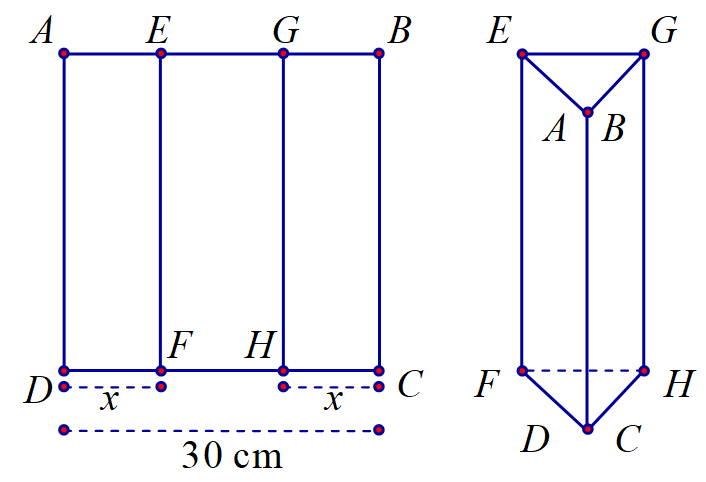 A E G B
F H
D C
x x
30 cm
E G
A B
F H
D C